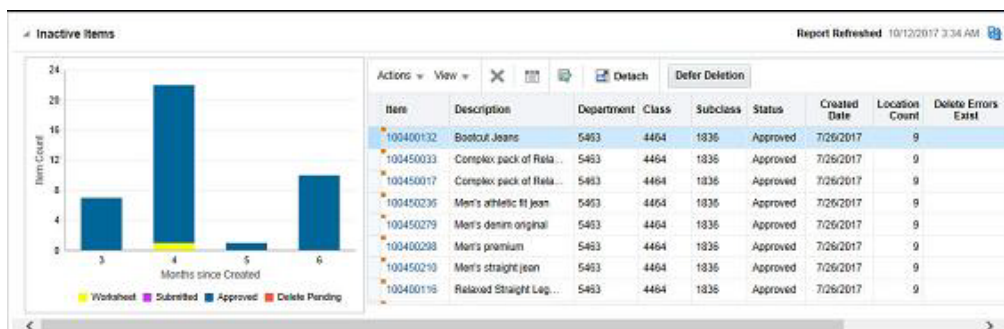 Inactive Items
Report Refreshed 10/12/2017 3:34 AM
24
20
16
12
8
4
0
Item Count
3 4 5 6
Months since Created
Worksheet Submitted Approved Delete Pending
Actions View Detach Defer Deletion
Item Description Department Class Subclass Status Created Date Location Count Delete Errors Exist
100400132 Bootcut Jeans 5463 4464 1836 Approved 7/26/2017 9
100450033 Complex pack of Rela... 5463 4464 1836 Approved 7/26/2017 9
100450017 Complex pack of Rela... 5463 4464 1836 Approved 7/26/2017 9
100450236 Men's athletic fit jean 5463 4464 1836 Approved 7/26/2017 9
100450279 Men's denim original 5463 4464 1836 Approved 7/26/2017 9
100400298 Men's premium 5463 4464 1836 Approved 7/26/2017 9
100450210 Men's straight jean 5463 4464 1836 Approved 7/26/2017 9
100400116 Relaxed Straight Leg... 5463 4464 1836 Approved 7/26/2017 9